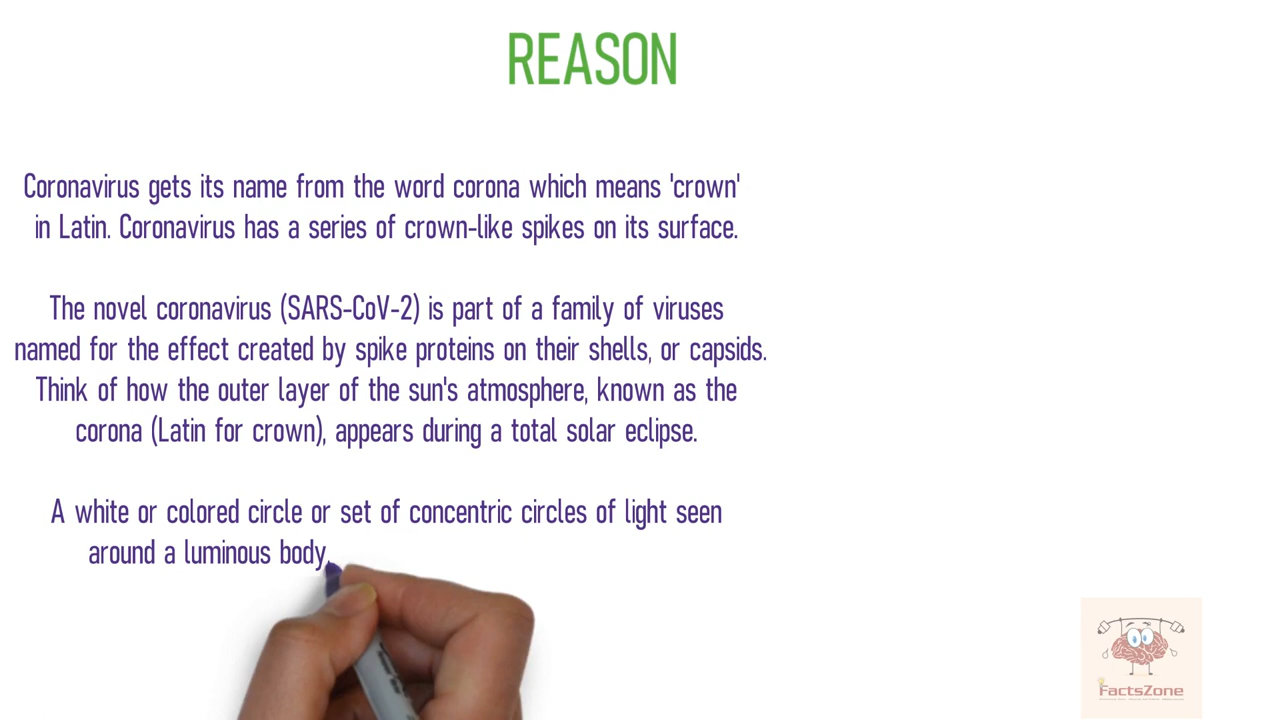 REASON
Coronavirus gets its name from the word corona which means 'crown'
in Latin. Coronavirus has a series of crown-like spikes on its surface.
The novel coronavirus (SARS-CoV-2) is part of a family of viruses
named for the effect created by spike proteins on their shells, or capsids.
Think of how the outer layer of the sun's atmosphere, known as the
corona (Latin for crown), appears during a total solar eclipse.
A white or colored circle or set of concentric circles of light seen
around a luminous body,
FactsZone